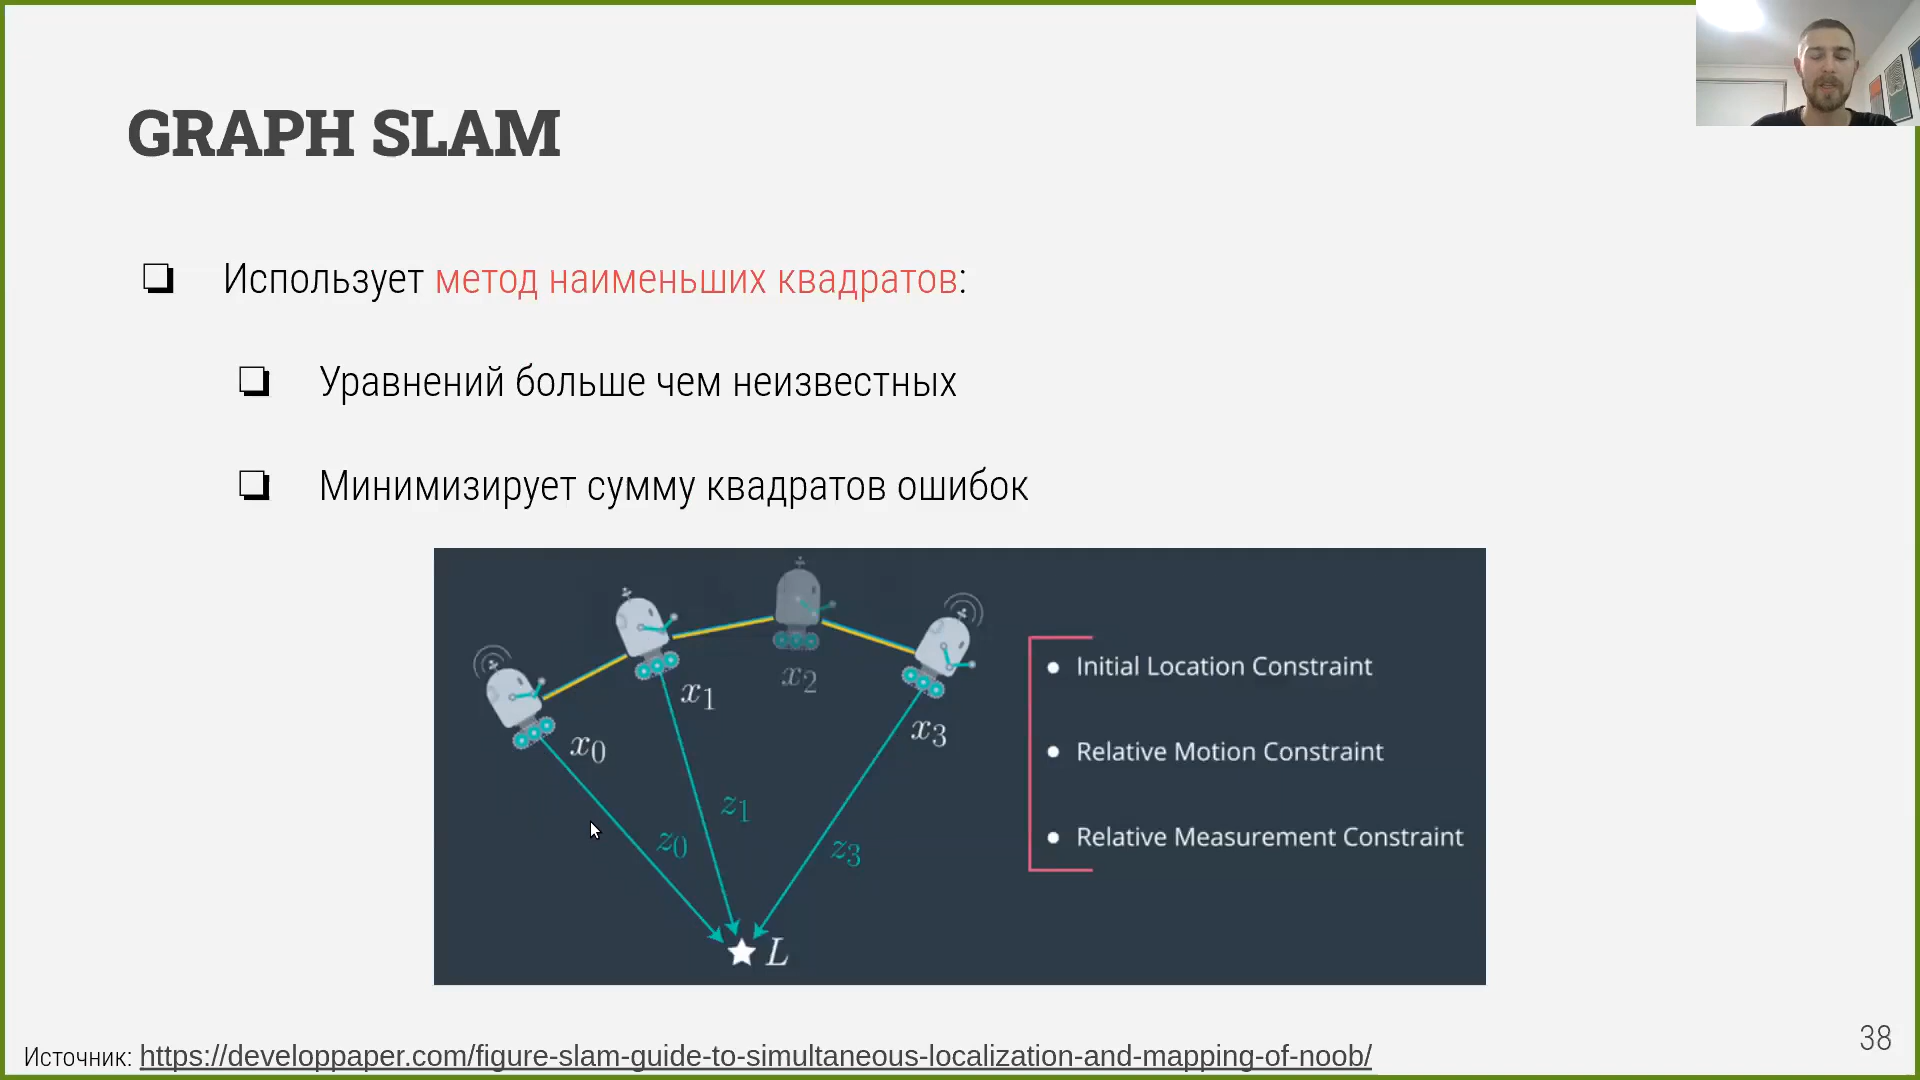 GRAPH SLAM
Использует метод наименьших квадратов:
Уравнений больше чем неизвестных
Минимизирует сумму квадратов ошибок
x0
x1
x2
x3
z0
z1
z3
L
Initial Location Constraint
Relative Motion Constraint
Relative Measurement Constraint
Источник: https://developpaper.com/figure-slam-guide-to-simultaneous-localization-and-mapping-of-noob/
38